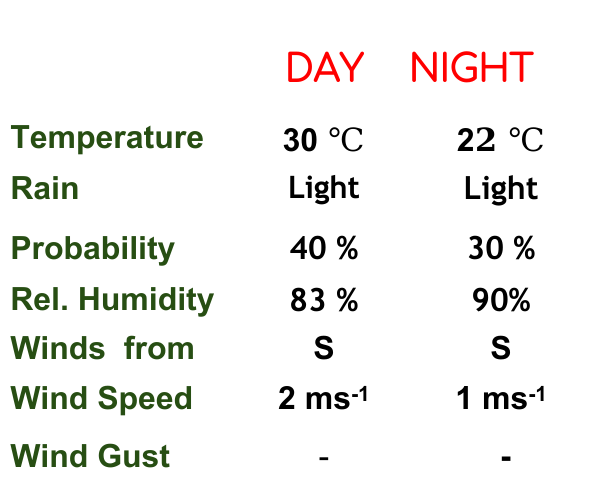 DAY NIGHT
Temperature 30 °C 22 °C
Rain Light Light
Probability 40 % 30 %
Rel. Humidity 83 % 90%
Winds from S S
Wind Speed 2 ms⁻¹ 1 ms⁻¹
Wind Gust - -